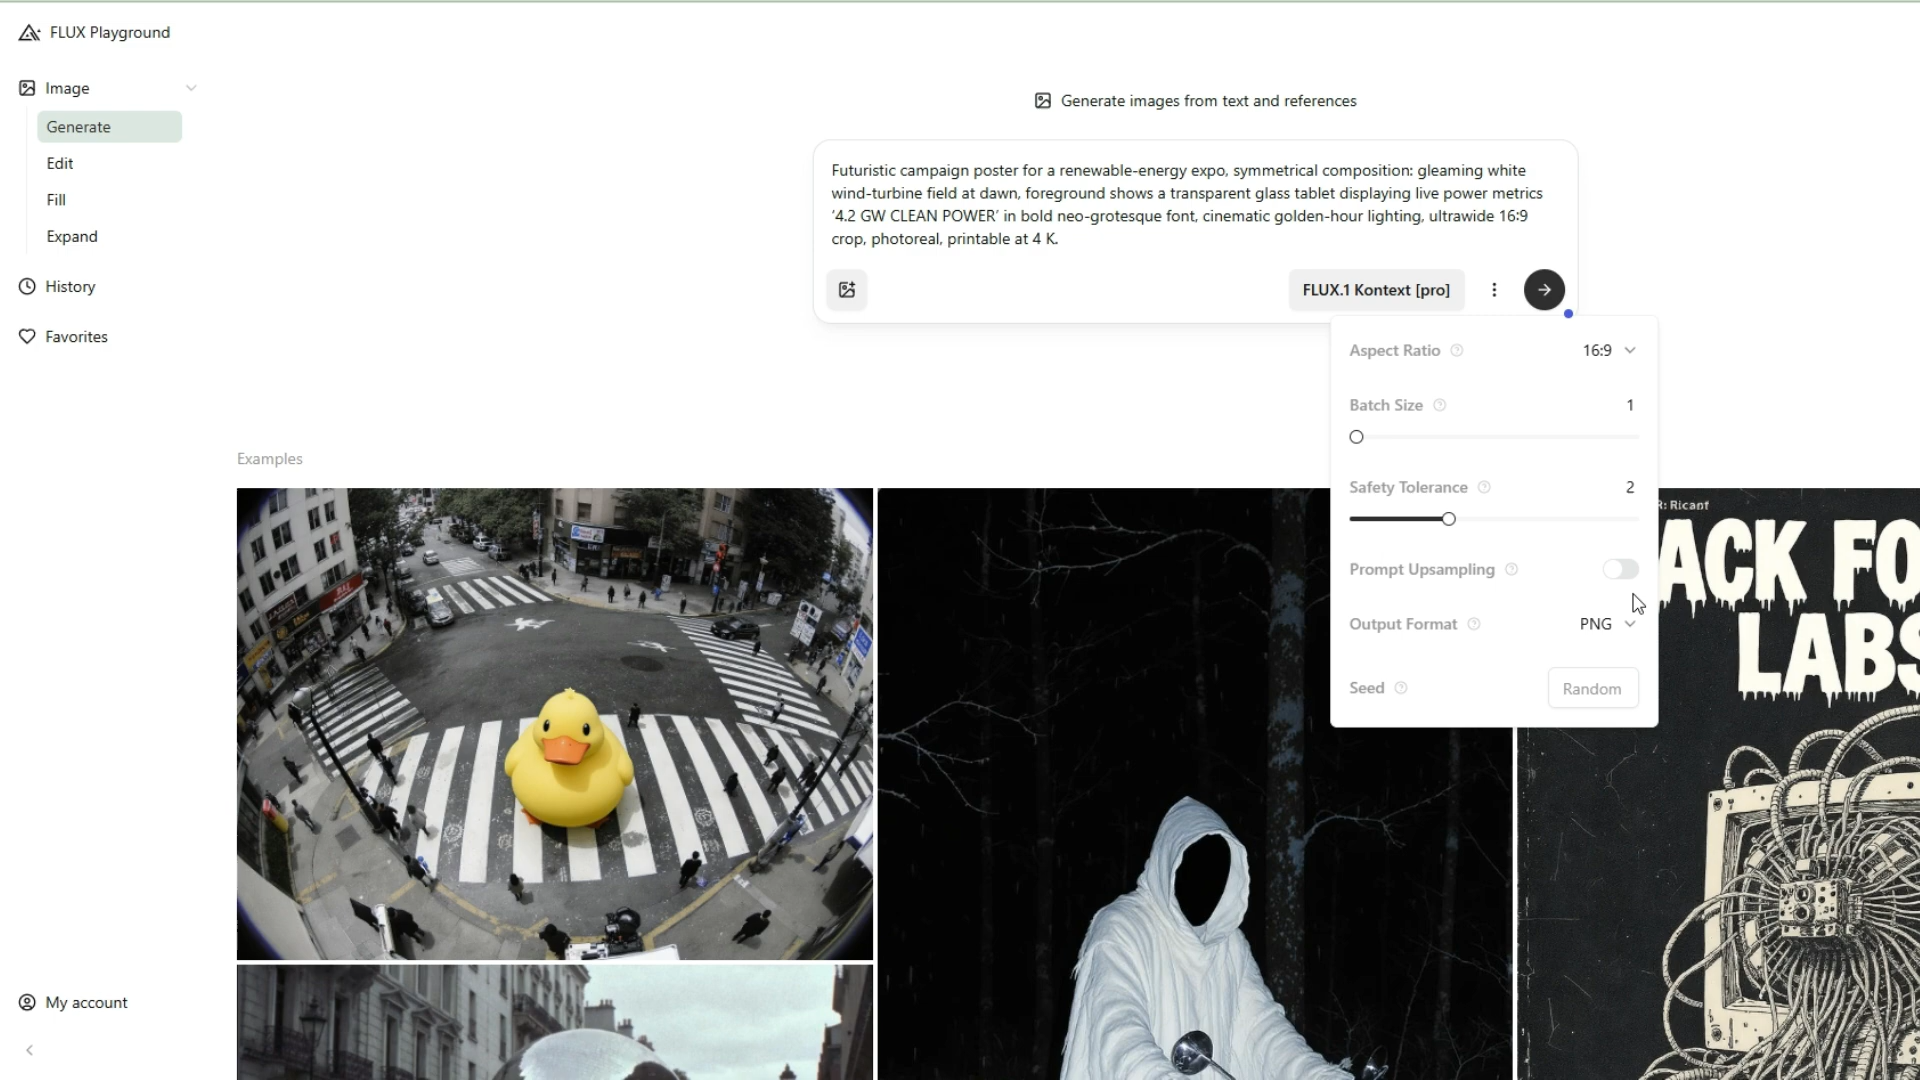 FLUX Playground
Image
Generate
Edit
Fill
Expand
History
Favorites
Generate images from text and references
Futuristic campaign poster for a renewable-energy expo, symmetrical composition: gleaming white
wind-turbine field at dawn, foreground shows a transparent glass tablet displaying live power metrics
‘4.2 GW CLEAN POWER’ in bold neo-grotesque font, cinematic golden-hour lighting, ultrawide 16:9
crop, photoreal, printable at 4 K.
FLUX.1 Kontext [pro]
Aspect Ratio
16:9
Batch Size
1
Safety Tolerance
2
Prompt Upsampling
Output Format
PNG
Seed
Random
Examples
R: Ricant
ACK FO
LABS
My account